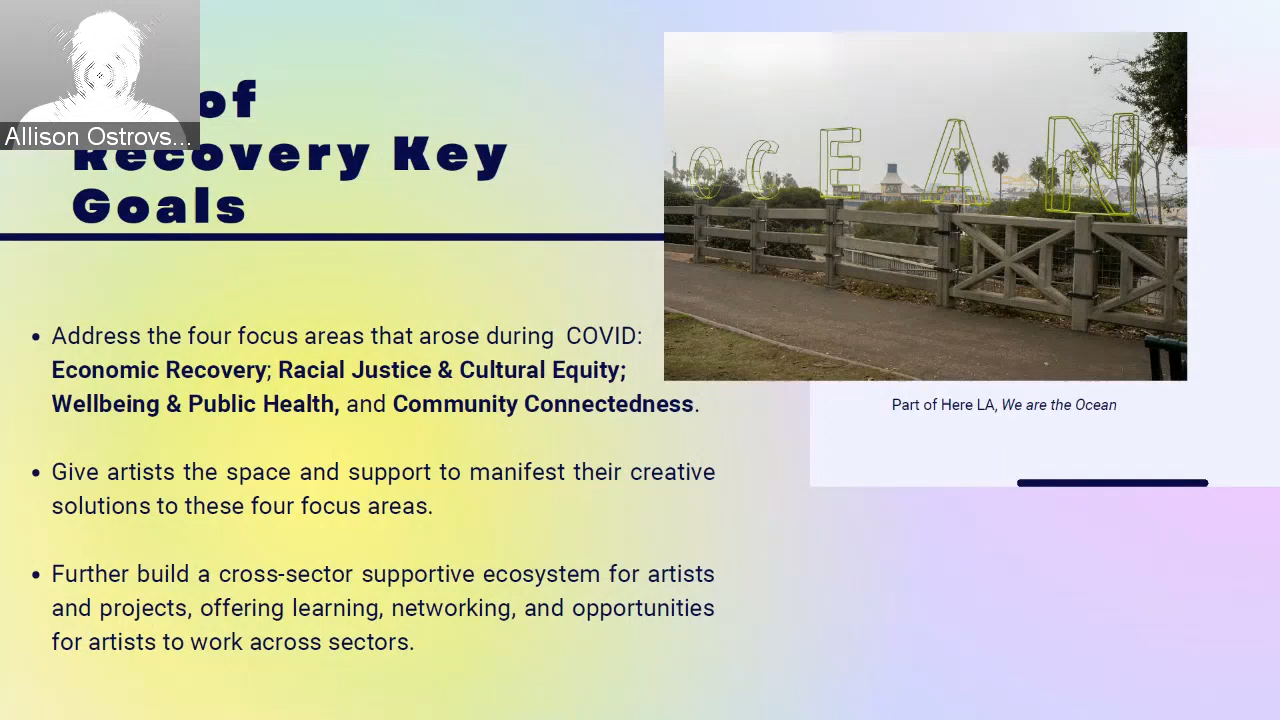 Allison Ostrovs...
of
Recovery Key
Goals
OCEAN
• Address the four focus areas that arose during COVID:
Economic Recovery; Racial Justice & Cultural Equity;
Wellbeing & Public Health, and Community Connectedness.
• Give artists the space and support to manifest their creative
solutions to these four focus areas.
• Further build a cross-sector supportive ecosystem for artists
and projects, offering learning, networking, and opportunities
for artists to work across sectors.
Part of Here LA, We are the Ocean